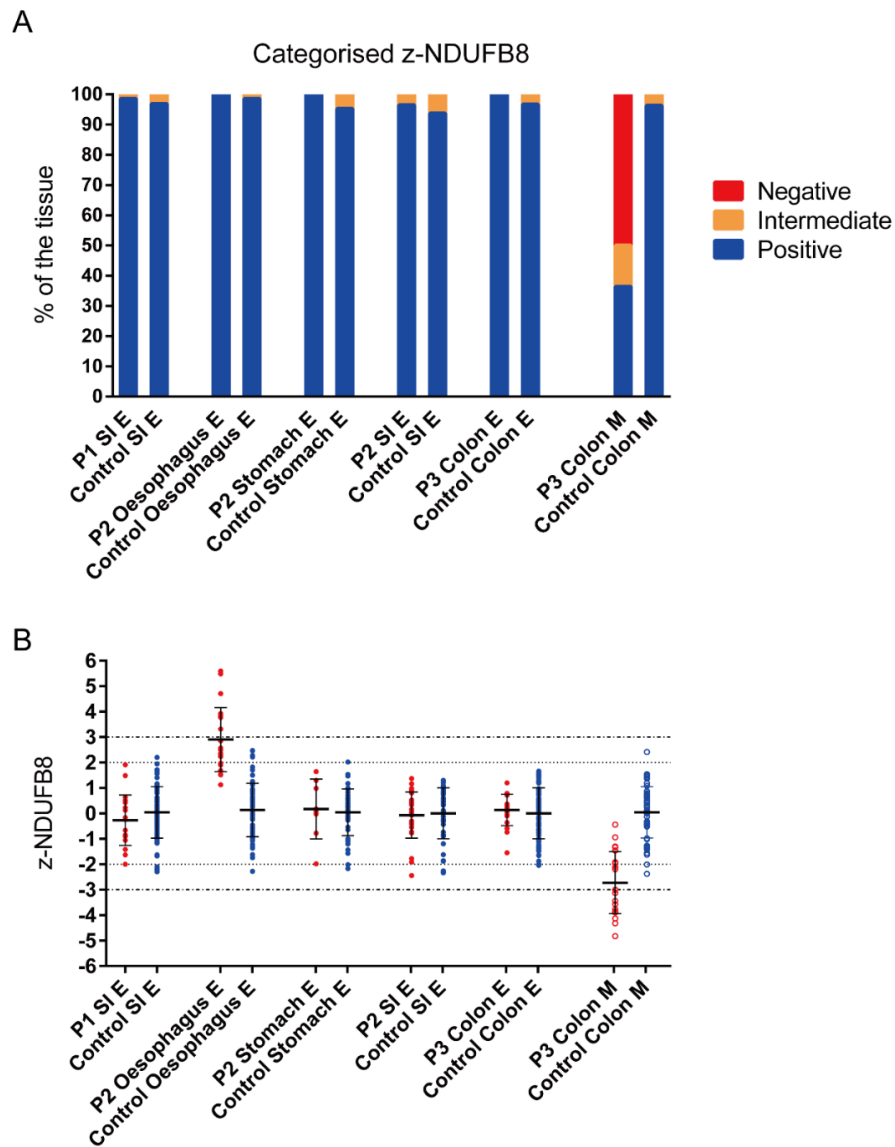 A
Categorised z-NDUFB8
% of the tissue
100
90
80
70
60
50
40
30
20
10
0
Negative
Intermediate
Positive
P1 SI E
Control SI E
P2 Oesophagus E
Control Oesophagus E
P2 Stomach E
Control Stomach E
P2 SI E
Control SI E
P3 Colon E
Control Colon E
P3 Colon M
Control Colon M
B
z-NDUFB8
6
5
4
3
2
1
0
-1
-2
-3
-4
-5
-6
P1 SI E
Control SI E
P2 Oesophagus E
Control Oesophagus E
P2 Stomach E
Control Stomach E
P2 SI E
Control SI E
P3 Colon E
Control Colon E
P3 Colon M
Control Colon M